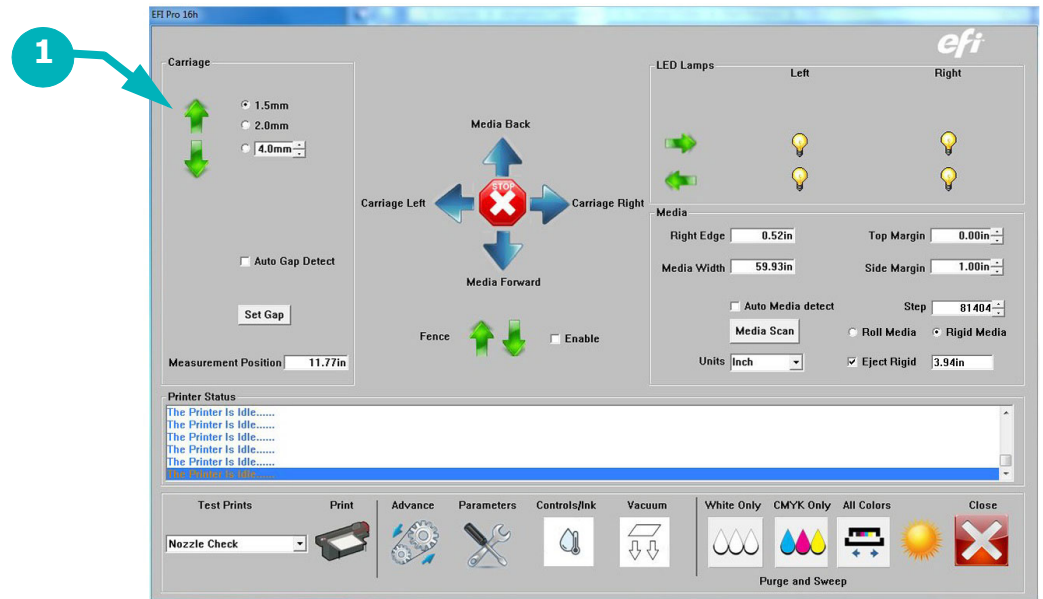 EFI Pro 16h
1
efi
Carriage
1.5mm
2.0mm
4.0mm
Auto Gap Detect
Set Gap
Measurement Position 11.77in
Media Back
Carriage Left
STOP
Carriage Right
Media Forward
Fence
Enable
LED Lamps
Left Right
Media
Right Edge 0.52in Top Margin 0.00in
Media Width 59.93in Side Margin 1.00in
Auto Media detect Step 81404
Media Scan Roll Media Rigid Media
Units Inch Eject Rigid 3.94in
Printer Status
The Printer Is Idle......
The Printer Is Idle......
The Printer Is Idle......
The Printer Is Idle......
The Printer Is Idle......
The Printer Is Idle......
Test Prints Print Advance Parameters Controls/Ink Vacuum White Only CMYK Only All Colors Close
Nozzle Check
Purge and Sweep